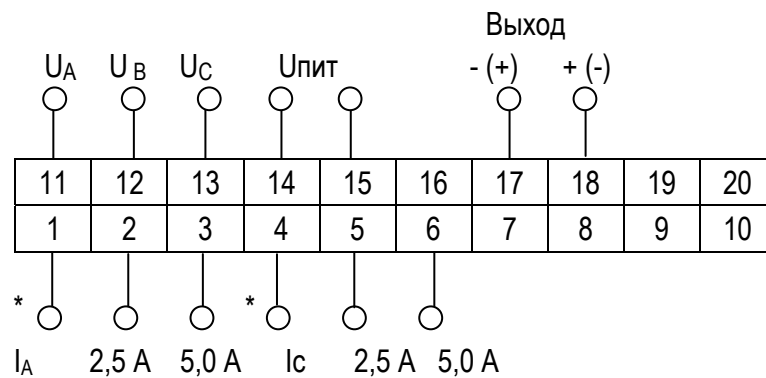 Выход
UA U B UC Uпит - (+) + (-)
11 12 13 14 15 16 17 18 19 20
1 2 3 4 5 6 7 8 9 10
* *
IA 2,5 А 5,0 А Ic 2,5 А 5,0 А